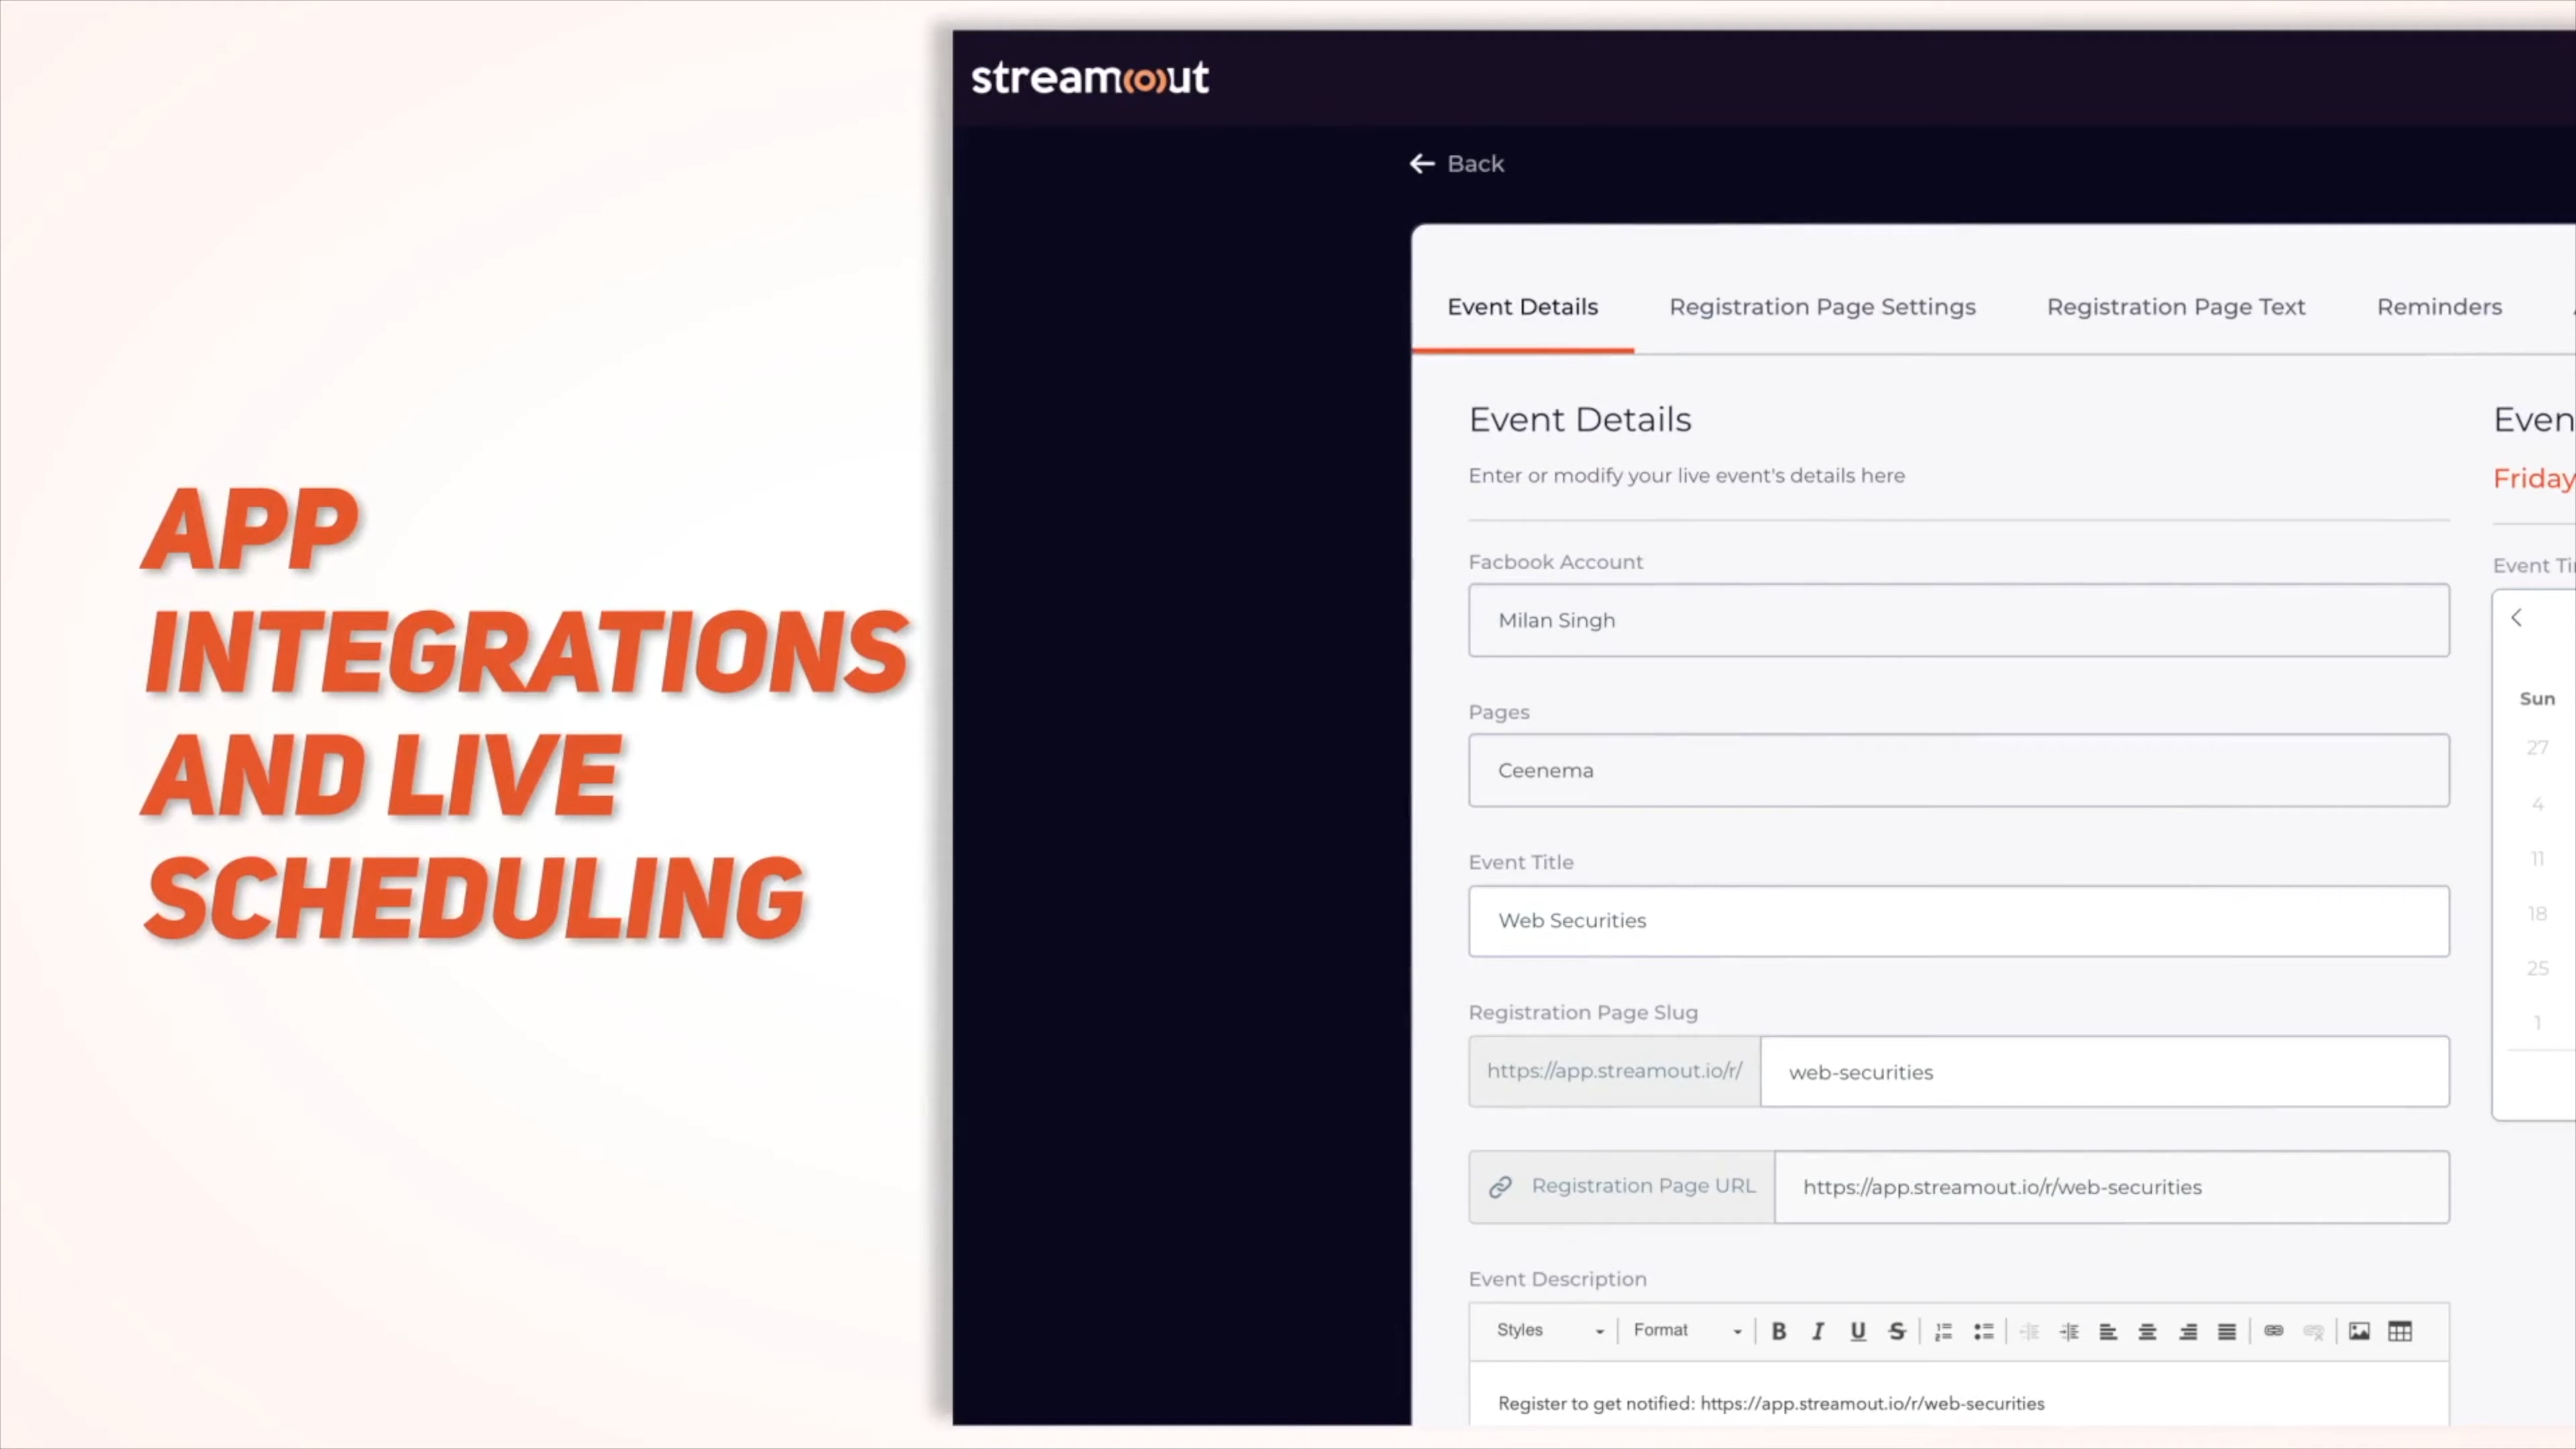 APP
INTEGRATIONS
AND LIVE
SCHEDULING
stream(o)ut
Back
Event Details
Registration Page Settings
Registration Page Text
Reminders
Event Details
Enter or modify your live event's details here
Facbook Account
Milan Singh
Pages
Ceenema
Event Title
Web Securities
Registration Page Slug
https://app.streamout.io/r/ web-securities
Registration Page URL https://app.streamout.io/r/web-securities
Event Description
Styles Format B I U S
Register to get notified: https://app.streamout.io/r/web-securities
Even
Friday
Event Ti
Sun
27
4
11
18
25
1